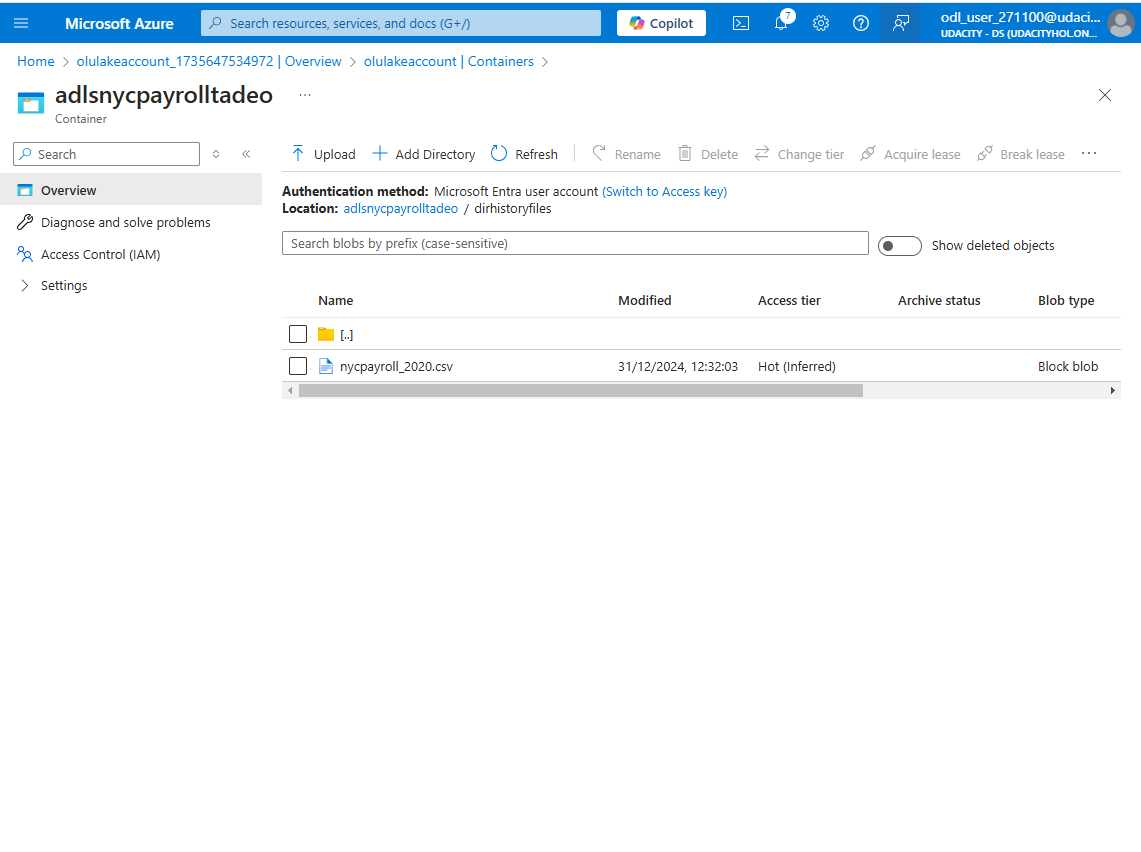 Microsoft Azure
Search resources, services, and docs (G+/)
Copilot
7
odl_user_271100@udaci...
UDACITY - DS (UDACITYHOL.ON...
Home > olulakeaccount_1735647534972 | Overview > olulakeaccount | Containers >
adlsnycpayrolltadeo ...
Container
Search
Upload Add Directory Refresh Rename Delete Change tier Acquire lease Break lease ...
Overview
Diagnose and solve problems
Access Control (IAM)
Settings
Authentication method: Microsoft Entra user account (Switch to Access key)
Location: adlsnycpayrolltadeo / dirhistoryfiles
Search blobs by prefix (case-sensitive)
Show deleted objects
Name Modified Access tier Archive status Blob type
[..]
nycpayroll_2020.csv 31/12/2024, 12:32:03 Hot (Inferred) Block blob